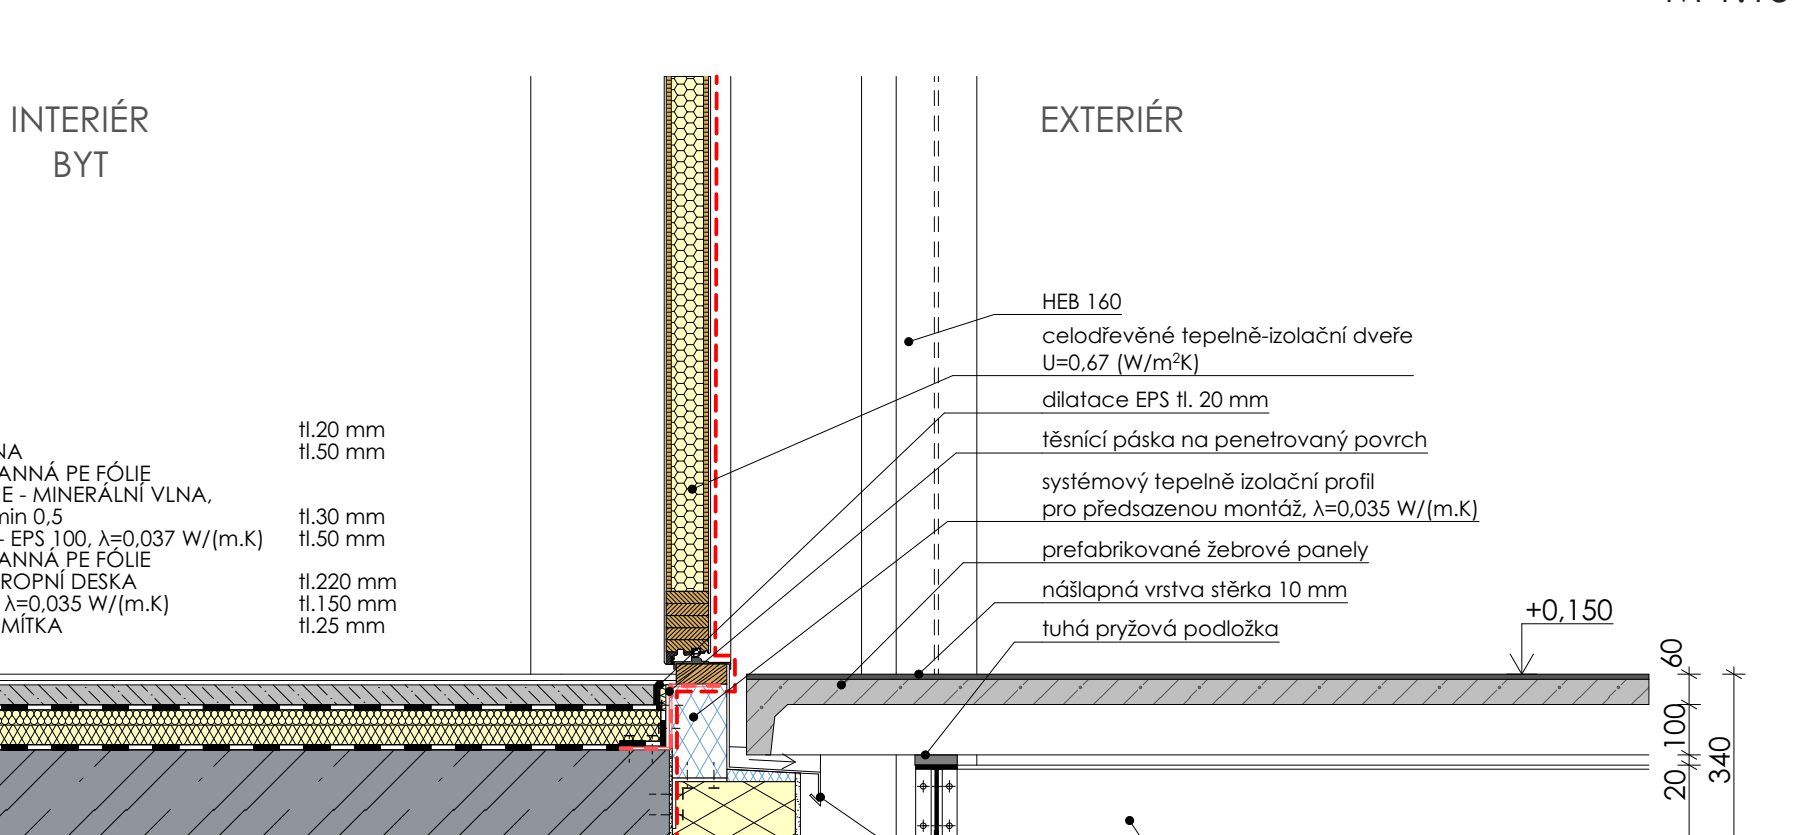 INTERIÉR
BYT
EXTERIÉR
HEB 160
celodřevěné tepelně-izolační dveře
U=0,67 (W/m²K)
dilatace EPS tl. 20 mm
těsnící páska na penetrovaný povrch
systémový tepelně izolační profil
pro předsazenou montáž, λ=0,035 W/(m.K)
prefabrikované žebrové panely
nášlapná vrstva stěrka 10 mm
tuhá pryžová podložka
tl.20 mm
NA tl.50 mm
ANNÁ PE FÓLIE
E - MINERÁLNÍ VLNA,
min 0,5 tl.30 mm
- EPS 100, λ=0,037 W/(m.K) tl.50 mm
ANNÁ PE FÓLIE
ROPNÍ DESKA tl.220 mm
λ=0,035 W/(m.K) tl.150 mm
MÍTKA tl.25 mm
+0,150
60
100
20
340